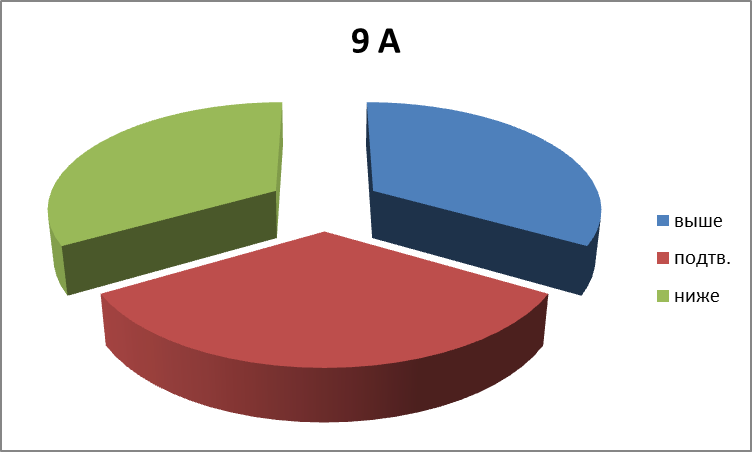 9 А
выше
подтв.
ниже